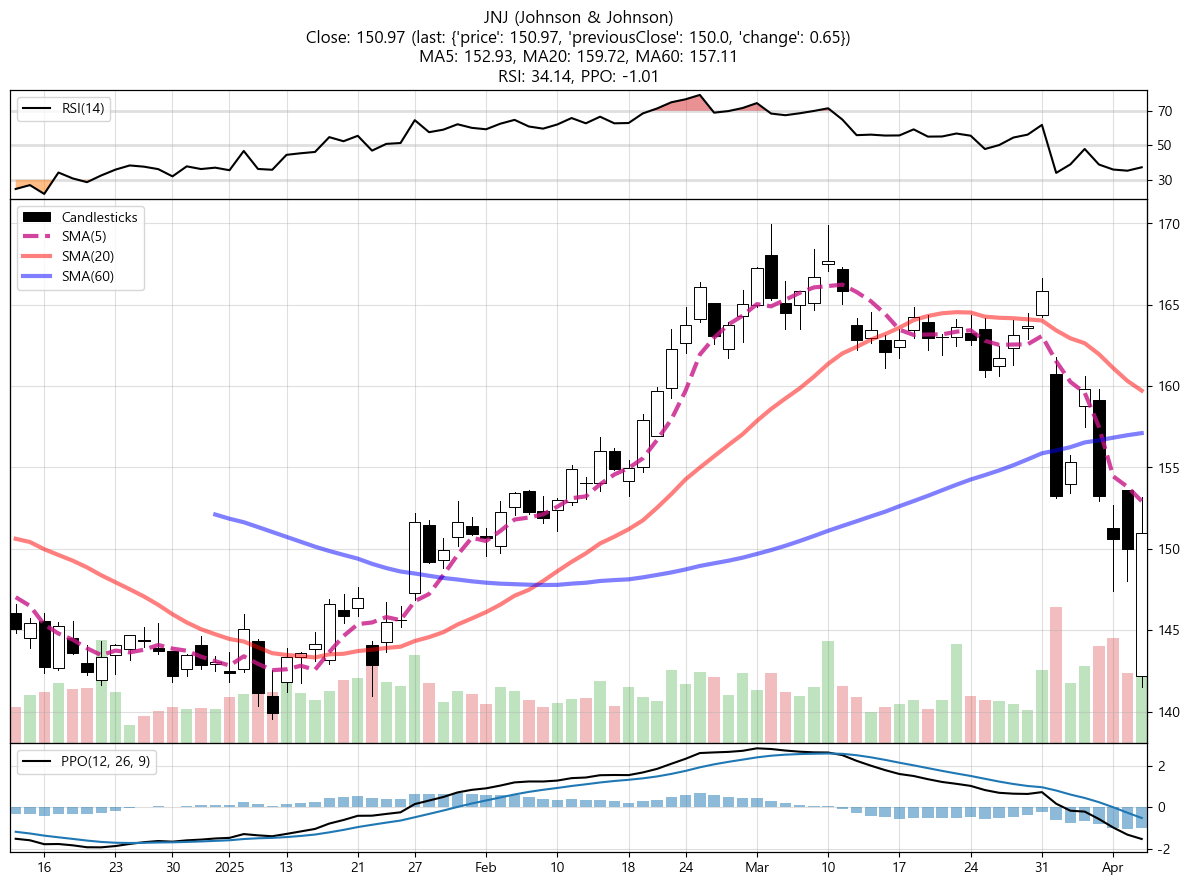 JNJ (Johnson & Johnson)
Close: 150.97 (last: {'price': 150.97, 'previousClose': 150.0, 'change': 0.65})
MA5: 152.93, MA20: 159.72, MA60: 157.11
RSI: 34.14, PPO: -1.01
RSI(14)
70
50
30
Candlesticks
SMA(5)
SMA(20)
SMA(60)
170
165
160
155
150
145
140
PPO(12, 26, 9)
2
0
-2
16 23 30 2025 13 21 27 Feb 10 18 24 Mar 10 17 24 31 Apr